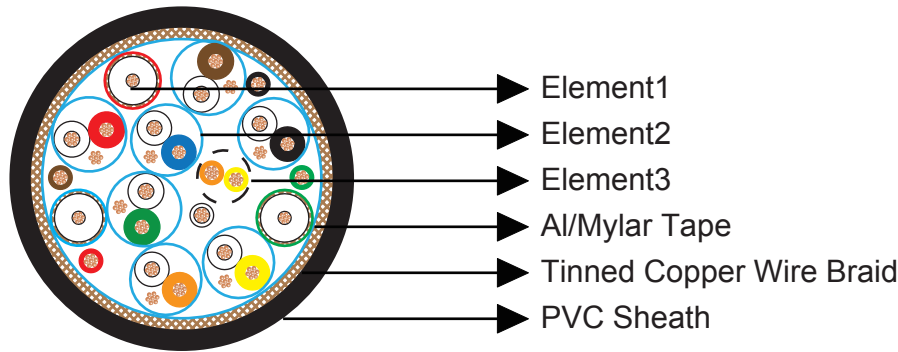 Element1
Element2
Element3
Al/Mylar Tape
Tinned Copper Wire Braid
PVC Sheath